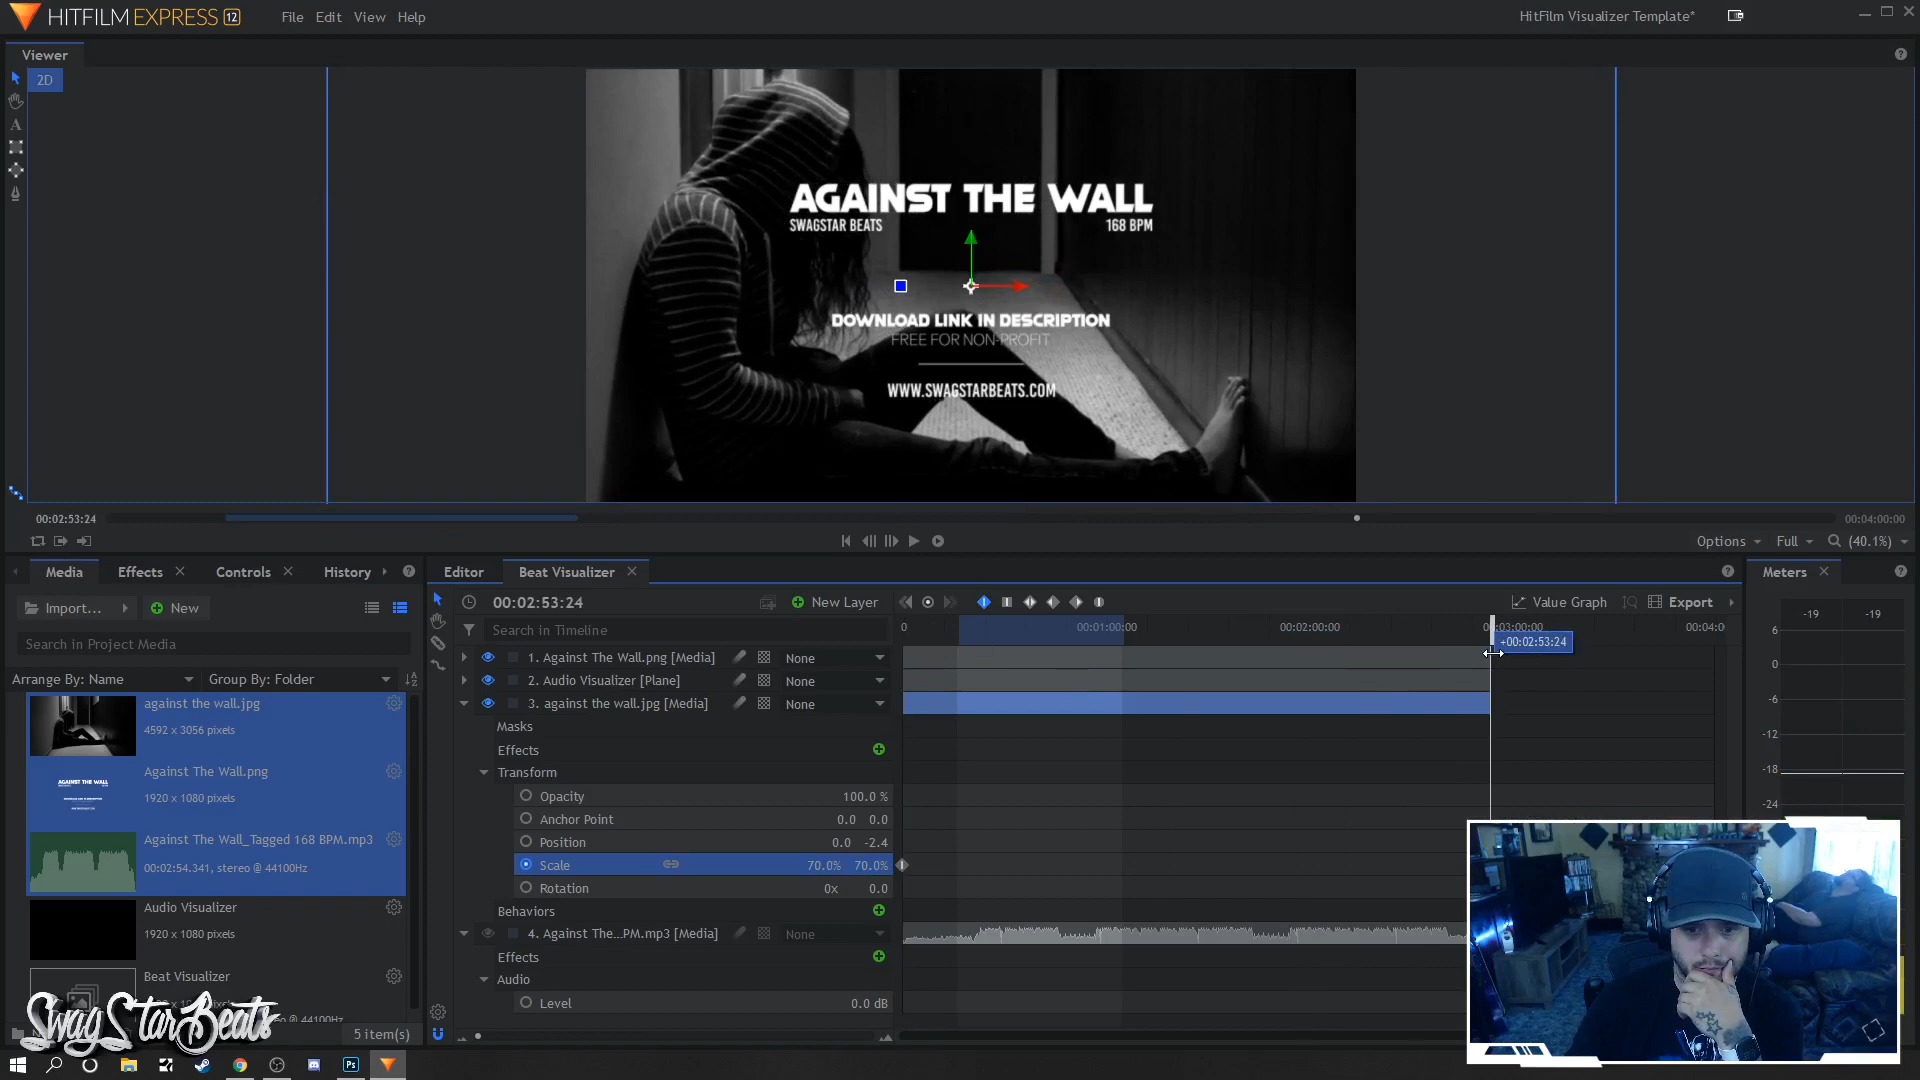 HITFILM EXPRESS 12
File Edit View Help
HitFilm Visualizer Template*
Viewer
2D
AGAINST THE WALL
SWAGSTAR BEATS 168 BPM
DOWNLOAD LINK IN DESCRIPTION
FREE FOR NON-PROFIT
WWW.SWAGSTARBEATS.COM
00:02:53:24
00:04:00:00
Options Full (40.1%)
Media Effects Controls History
Editor Beat Visualizer
Meters
Import... New
00:02:53:24
New Layer
Value Graph
Export
-19 -19
Search in Project Media
Search in Timeline
0 00:01:00:00 00:02:00:00 00:03:00:00 00:04:0
+00:02:53:24
Arrange By: Name Group By: Folder
1. Against The Wall.png [Media] None
2. Audio Visualizer [Plane] None
3. against the wall.jpg [Media] None
Masks
Effects
Transform
Opacity 100.0 %
Anchor Point 0.0 0.0
Position 0.0 -2.4
Scale 70.0% 70.0%
Rotation 0x 0.0
Behaviors
4. Against The...PM.mp3 [Media] None
Effects
Audio
Level 0.0 dB
6
0
-6
-12
-18
-24
against the wall.jpg
4592 x 3056 pixels
Against The Wall.png
1920 x 1080 pixels
Against The Wall_Tagged 168 BPM.mp3
00:02:54.341, stereo @ 44100Hz
Audio Visualizer
1920 x 1080 pixels
Beat Visualizer
SwagStarBeats
5 item(s)
Ps